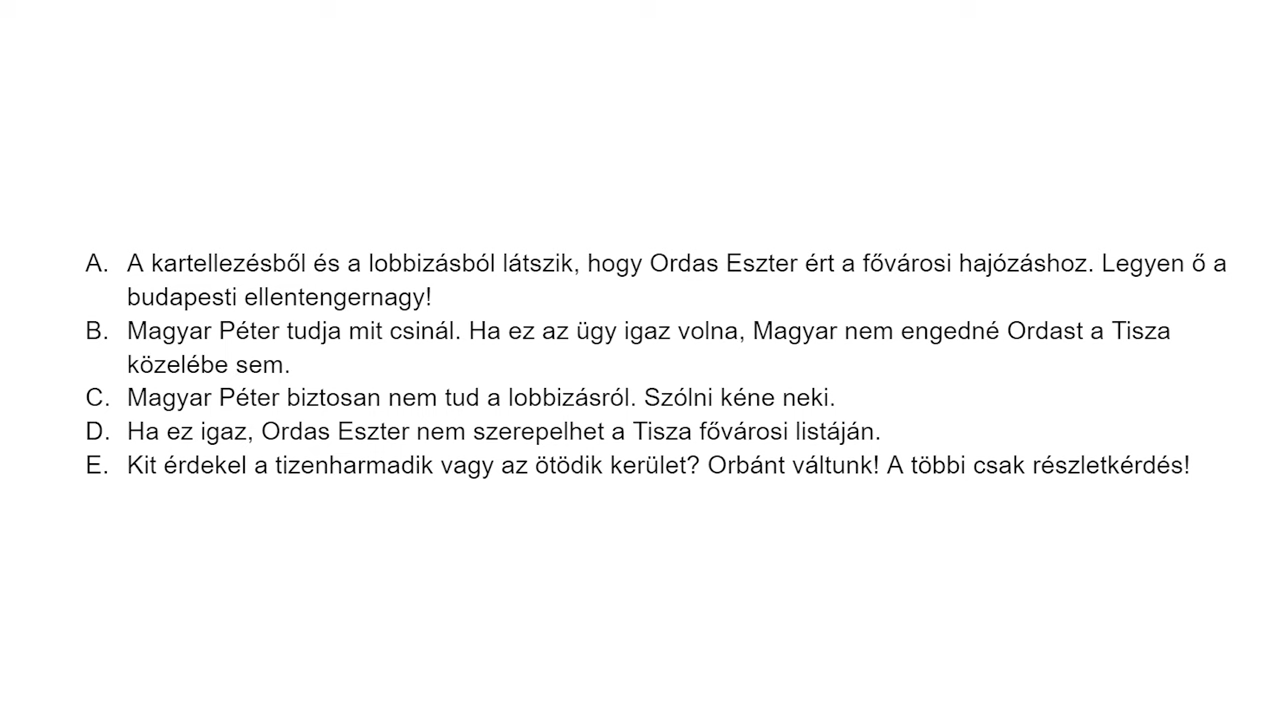 A. A kartellezésből és a lobbizásból látszik, hogy Ordas Eszter ért a fővárosi hajózáshoz. Legyen ő a
budapesti ellentengernagy!
B. Magyar Péter tudja mit csinál. Ha ez az ügy igaz volna, Magyar nem engedné Ordast a Tisza
közelébe sem.
C. Magyar Péter biztosan nem tud a lobbizásról. Szólni kéne neki.
D. Ha ez igaz, Ordas Eszter nem szerepelhet a Tisza fővárosi listáján.
E. Kit érdekel a tizenharmadik vagy az ötödik kerület? Orbánt váltunk! A többi csak részletkérdés!